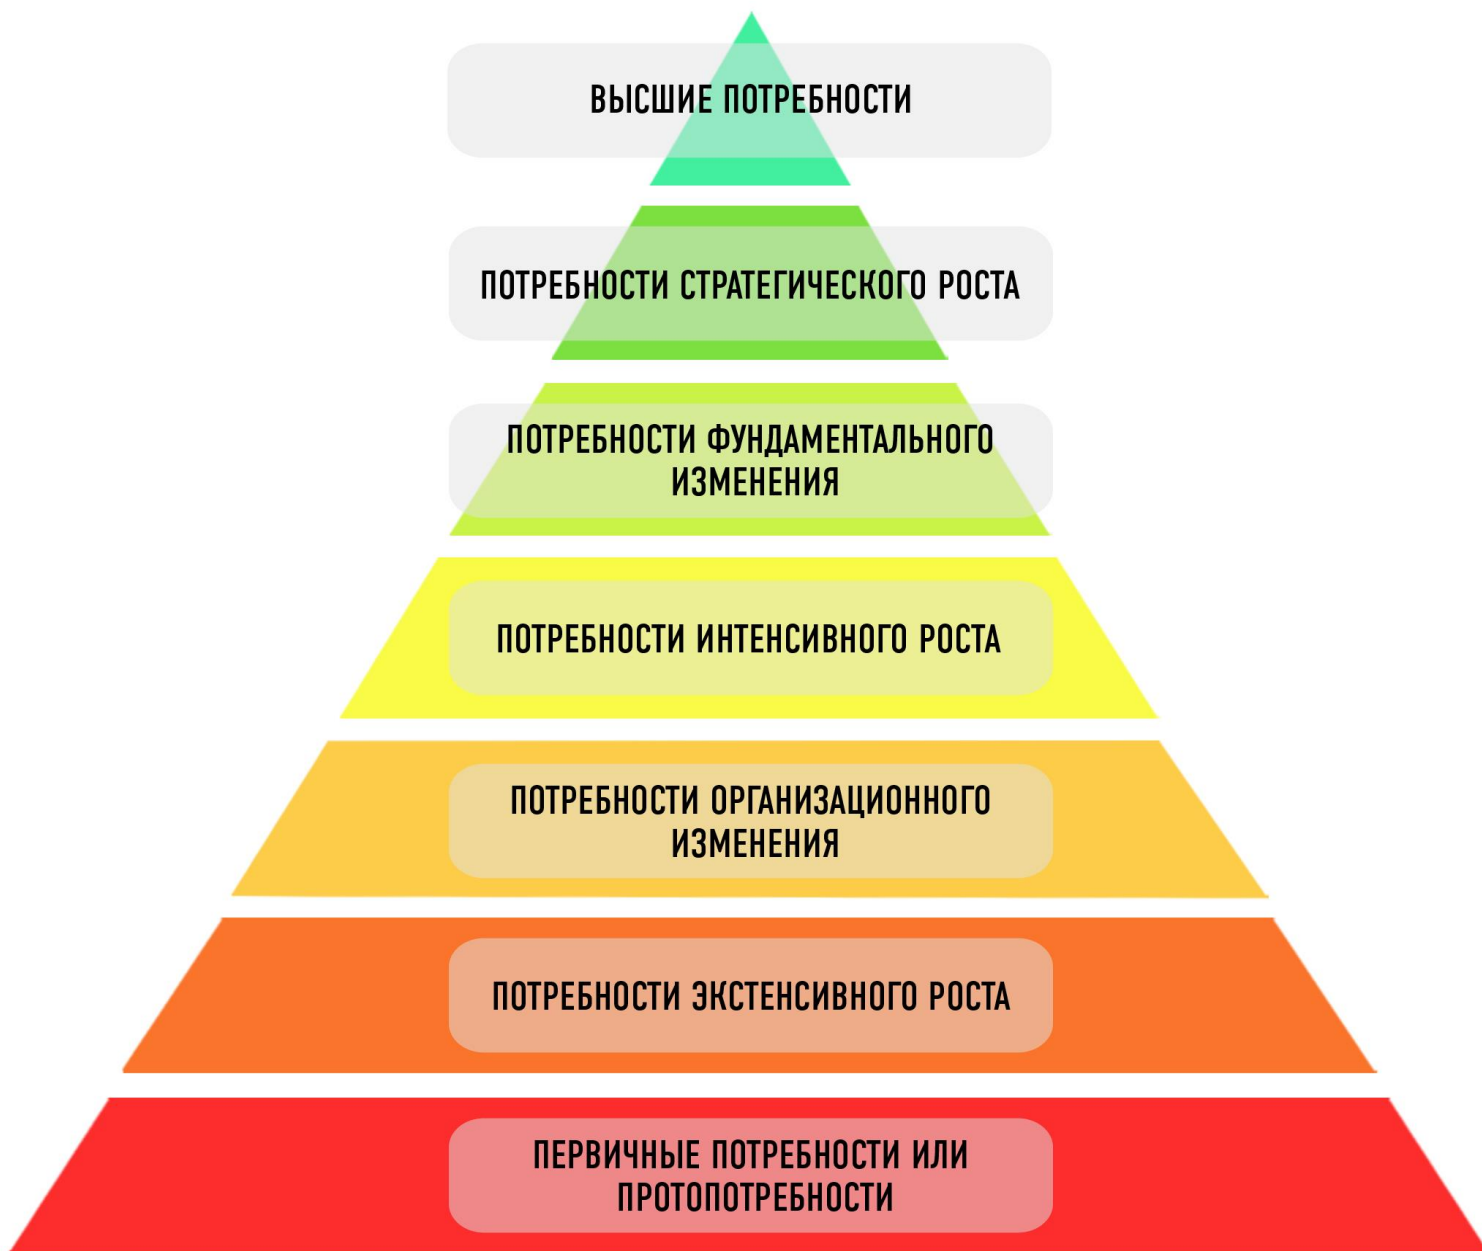 ВЫСШИЕ ПОТРЕБНОСТИ
ПОТРЕБНОСТИ СТРАТЕГИЧЕСКОГО РОСТА
ПОТРЕБНОСТИ ФУНДАМЕНТАЛЬНОГО
ИЗМЕНЕНИЯ
ПОТРЕБНОСТИ ИНТЕНСИВНОГО РОСТА
ПОТРЕБНОСТИ ОРГАНИЗАЦИОННОГО
ИЗМЕНЕНИЯ
ПОТРЕБНОСТИ ЭКСТЕНСИВНОГО РОСТА
ПЕРВИЧНЫЕ ПОТРЕБНОСТИ ИЛИ
ПРОТОПОТРЕБНОСТИ